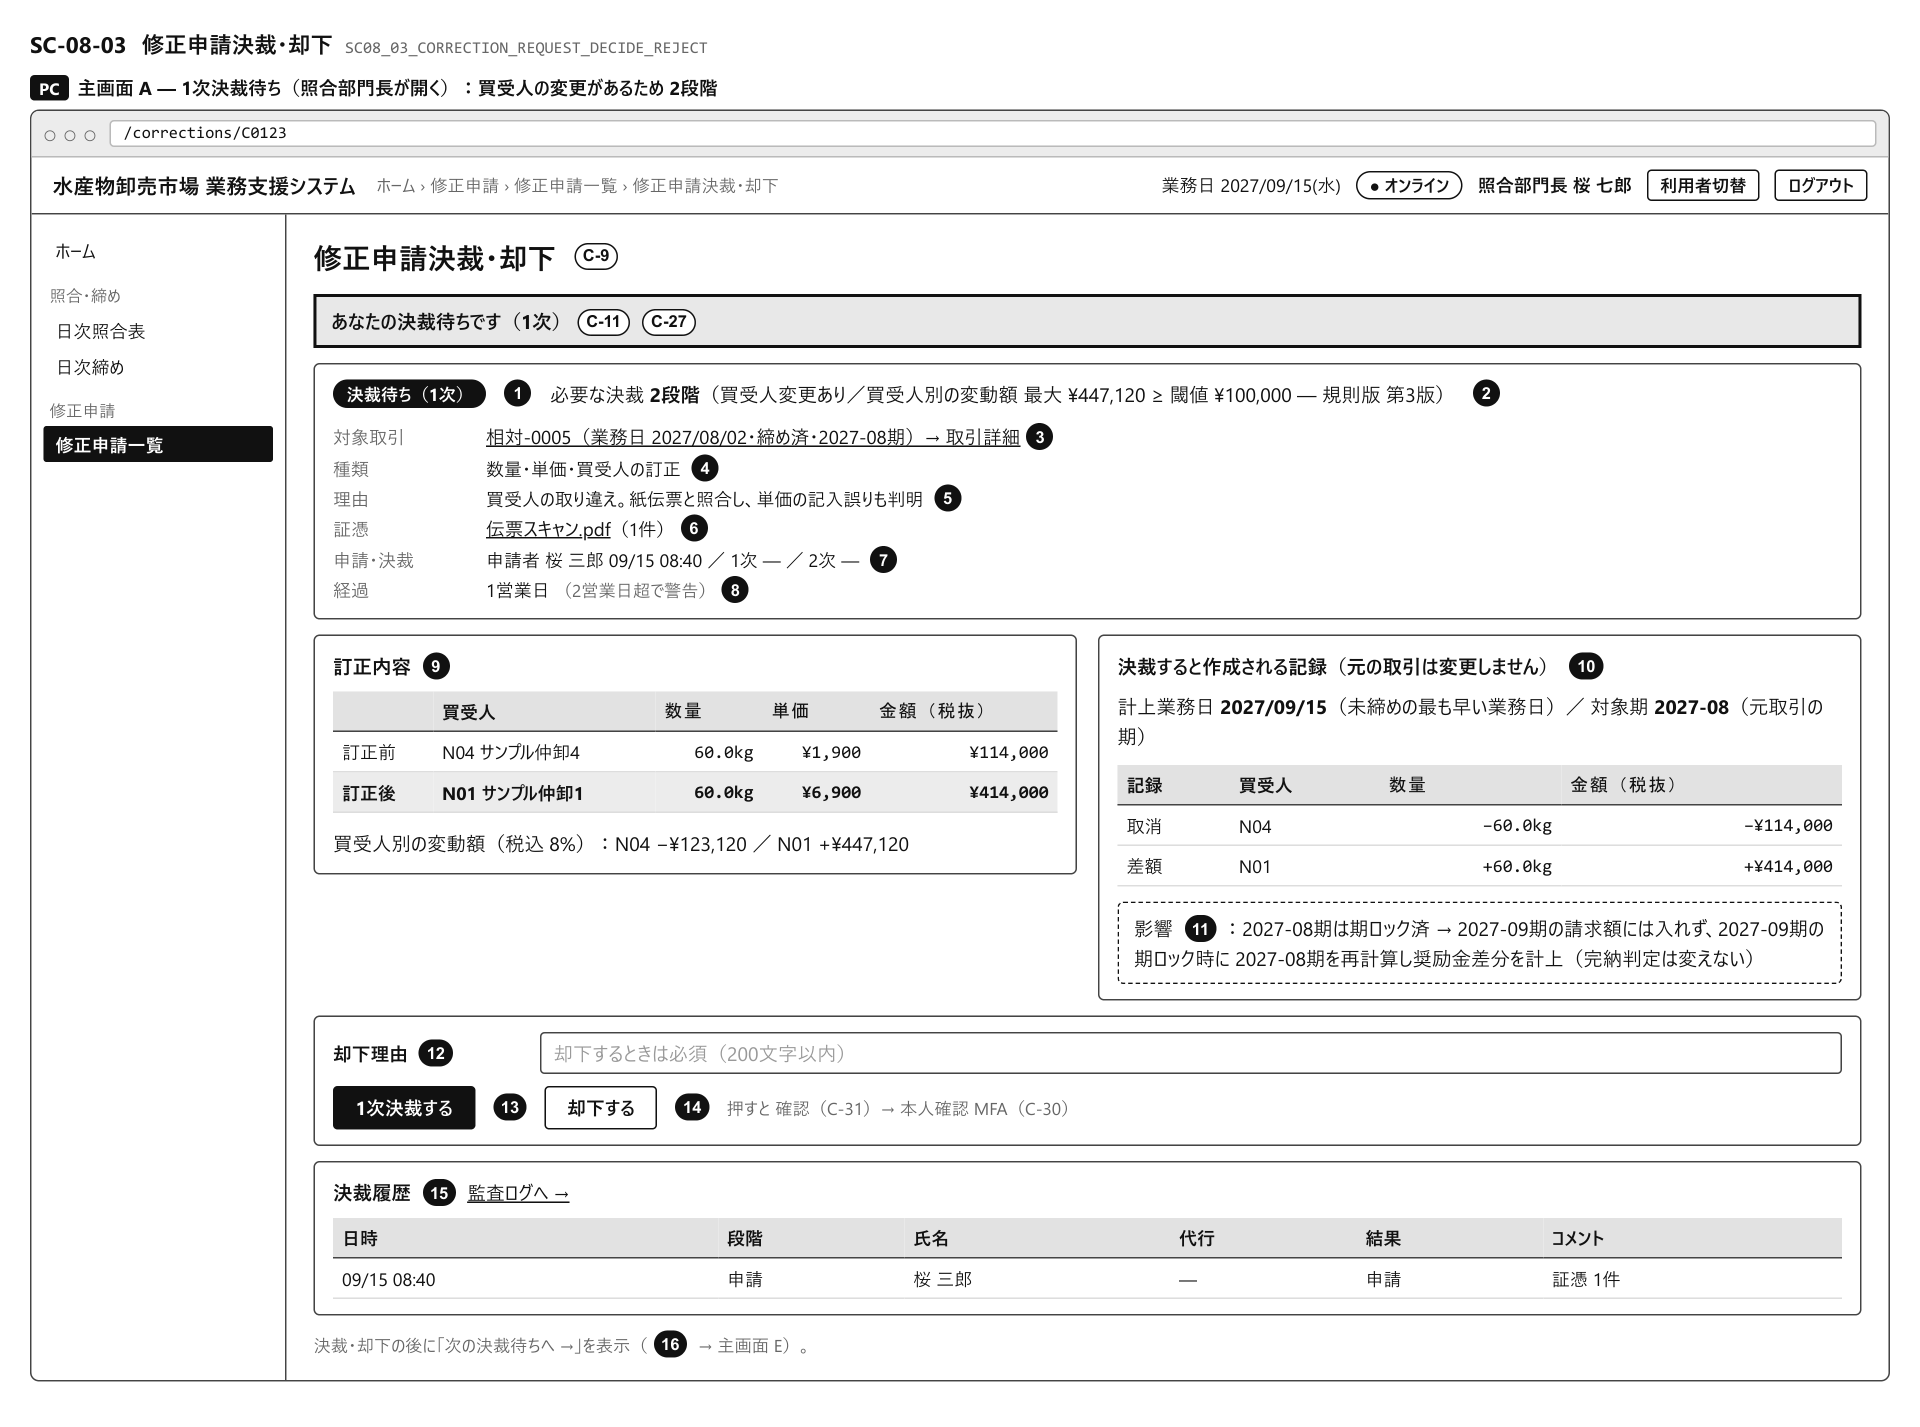 SC-08-03 修正申請決裁・却下 SC08_03_CORRECTION_REQUEST_DECIDE_REJECT
PC 主画面 A — 1次決裁待ち（照合部門長が開く）：買受人の変更があるため 2段階
/corrections/C0123
水産物卸売市場 業務支援システム ホーム › 修正申請 › 修正申請一覧 › 修正申請決裁・却下 業務日 2027/09/15(水) ● オンライン 照合部門長 桜 七郎 利用者切替 ログアウト
ホーム
照合・締め
日次照合表
日次締め
修正申請
修正申請一覧
修正申請決裁・却下 C-9
あなたの決裁待ちです（1次） C-11 C-27
決裁待ち（1次） 1 必要な決裁 2段階（買受人変更あり／買受人別の変動額 最大 ¥447,120 ≥ 閾値 ¥100,000 — 規則版 第3版） 2
対象取引 相対-0005（業務日 2027/08/02・締め済・2027-08期）→ 取引詳細 3
種類 数量・単価・買受人の訂正 4
理由 買受人の取り違え。紙伝票と照合し、単価の記入誤りも判明 5
証憑 伝票スキャン.pdf（1件） 6
申請・決裁 申請者 桜 三郎 09/15 08:40 ／ 1次 — ／ 2次 — 7
経過 1営業日 （2営業日超で警告） 8
訂正内容 9
買受人 数量 単価 金額（税抜）
訂正前 N04 サンプル仲卸4 60.0kg ¥1,900 ¥114,000
訂正後 N01 サンプル仲卸1 60.0kg ¥6,900 ¥414,000
買受人別の変動額（税込 8%）：N04 −¥123,120 ／ N01 +¥447,120
決裁すると作成される記録（元の取引は変更しません） 10
計上業務日 2027/09/15（未締めの最も早い業務日）／ 対象期 2027-08（元取引の
期）
記録 買受人 数量 金額（税抜）
取消 N04 −60.0kg −¥114,000
差額 N01 +60.0kg +¥414,000
影響 11 ：2027-08期は期ロック済 → 2027-09期の請求額には入れず、2027-09期の
期ロック時に 2027-08期を再計算し奨励金差分を計上（完納判定は変えない）
却下理由 12 却下するときは必須（200文字以内）
1次決裁する 13 却下する 14 押すと 確認（C-31）→ 本人確認 MFA（C-30）
決裁履歴 15 監査ログへ →
日時 段階 氏名 代行 結果 コメント
09/15 08:40 申請 桜 三郎 — 申請 証憑 1件
決裁・却下の後に「次の決裁待ちへ →」を表示（ 16 → 主画面 E）。